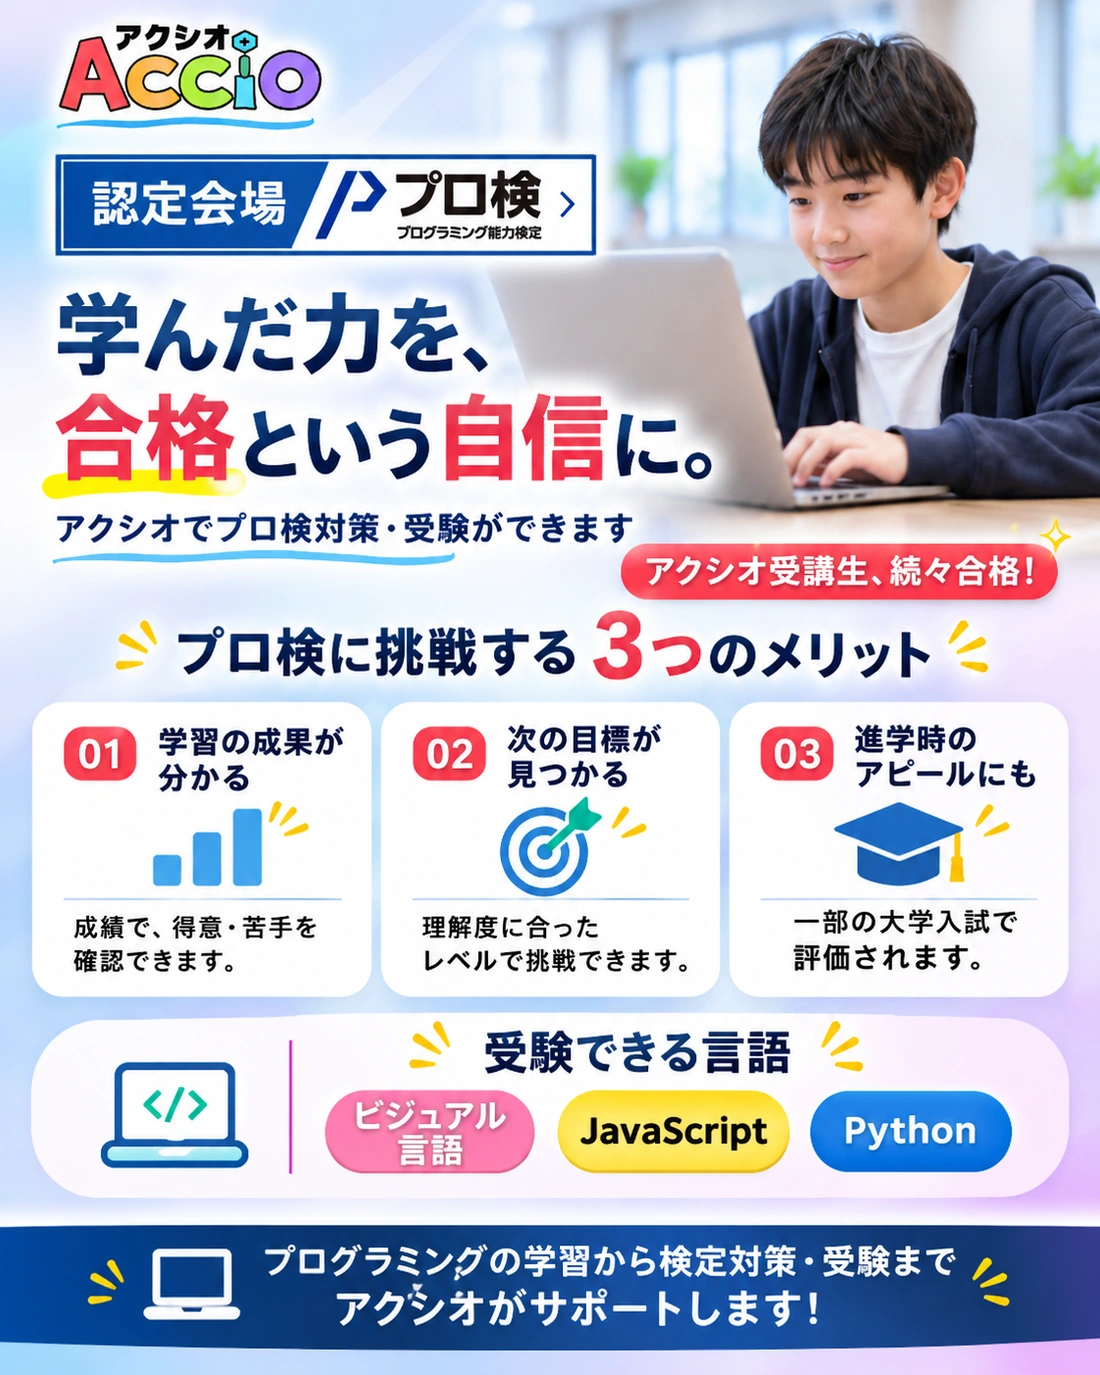 アクシオ
Accio
認定会場
プロ検
プログラミング能力検定
学んだ力を、
合格という自信に。
アクシオでプロ検対策・受験ができます
アクシオ受講生、続々合格！
プロ検に挑戦する3つのメリット
01
学習の成果が
分かる
成績で、得意・苦手を
確認できます。
02
次の目標が
見つかる
理解度に合った
レベルで挑戦できます。
03
進学時の
アピールにも
一部の大学入試で
評価されます。
受験できる言語
</>
ビジュアル
言語
JavaScript
Python
プログラミングの学習から検定対策・受験まで
アクシオがサポートします！